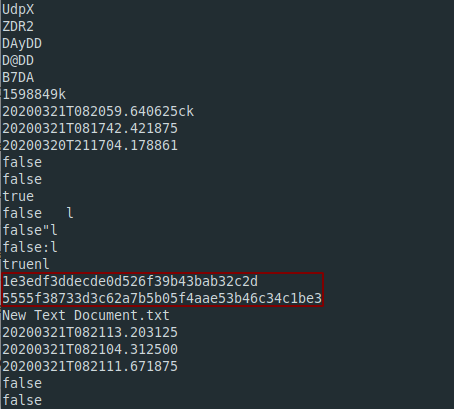 UdpX
ZDR2
DAyDD
D@DD
B7DA
1598849k
20200321T082059.640625ck
20200321T081742.421875
20200320T211704.178861
false
false
true
false   l
false"l
false:l
truenl
1e3edf3ddecde0d526f39b43bab32c2d
5555f38733d3c62a7b5b05f4aae53b46c34c1be3
New Text Document.txt
20200321T082113.203125
20200321T082104.312500
20200321T082111.671875
false
false